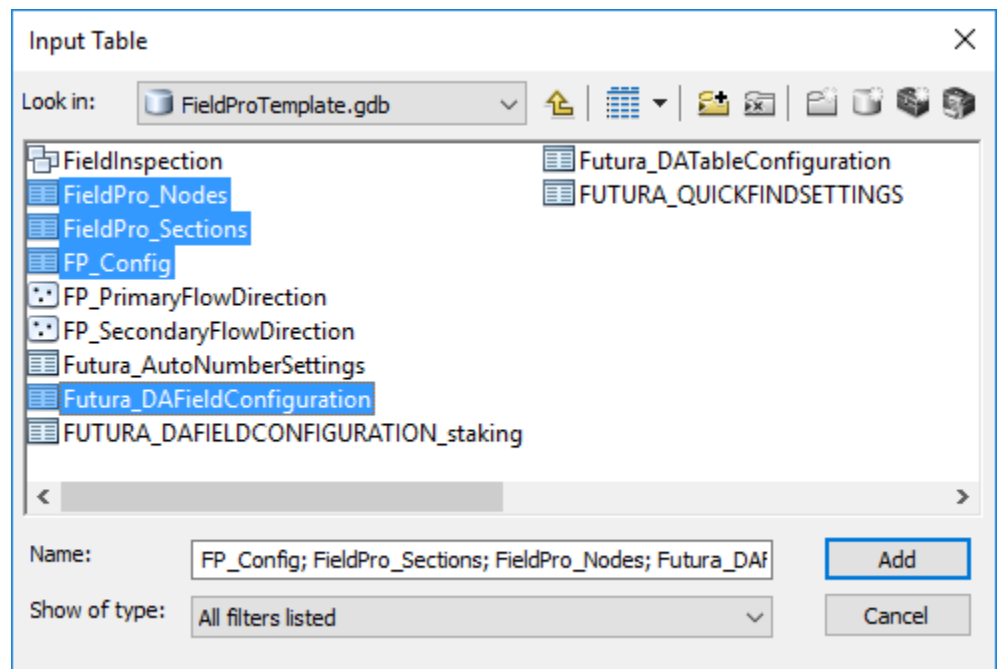 Input Table
Look in: FieldProTemplate.gdb
FieldInspection
FieldPro_Nodes
FieldPro_Sections
FP_Config
FP_PrimaryFlowDirection
FP_SecondaryFlowDirection
Futura_AutoNumberSettings
Futura_DAFieldConfiguration
FUTURA_DAFIELDCONFIGURATION_staking
Futura_DATableConfiguration
FUTURA_QUICKFINDSETTINGS
Name: FP_Config; FieldPro_Sections; FieldPro_Nodes; Futura_DAF
Add
Show of type: All filters listed
Cancel